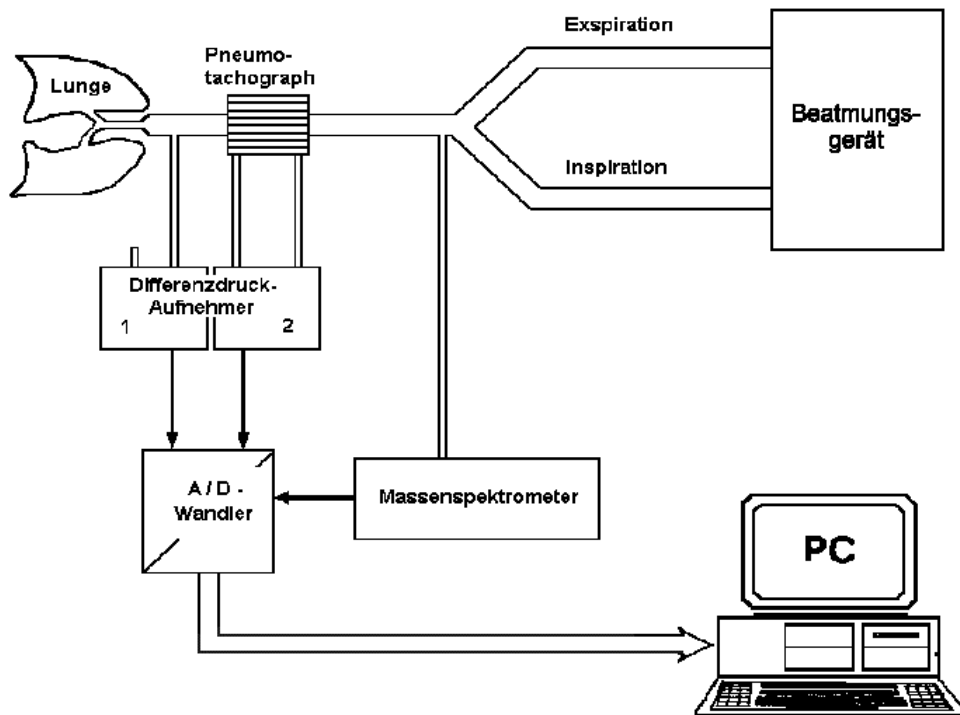 Exspiration
Pneumo-
tachograph
Lunge
Beatmungs-
gerät
Inspiration
Differenzdruck-
Aufnehmer
1
2
A / D -
Wandler
Massenspektrometer
PC